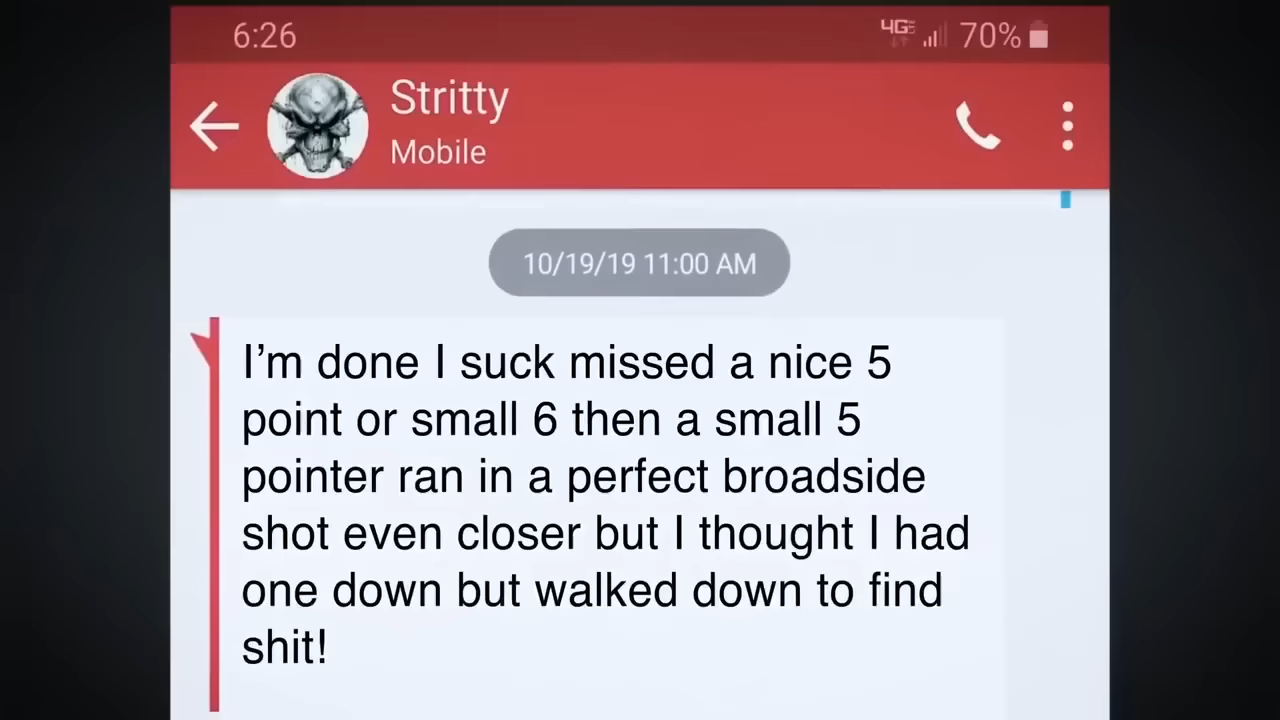 6:26
4G 70%
Stritty
Mobile
10/19/19 11:00 AM
I’m done I suck missed a nice 5
point or small 6 then a small 5
pointer ran in a perfect broadside
shot even closer but I thought I had
one down but walked down to find
shit!